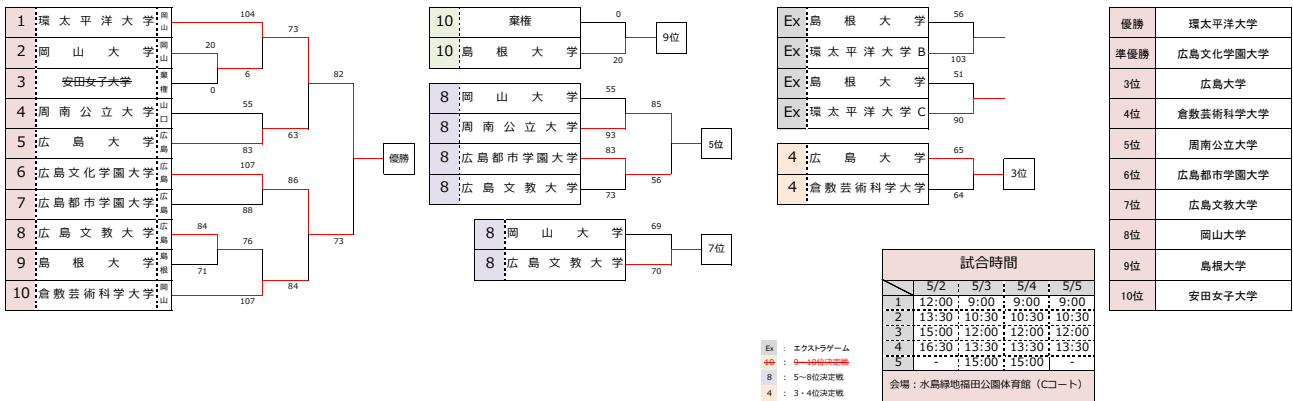 1 環太平洋大学 岡山
2 岡山大学 岡山
3 安田女子大学 棄権
4 周南公立大学 山口
5 広島大学 広島
6 広島文化学園大学 広島
7 広島都市学園大学 広島
8 広島文教大学 広島
9 島根大学 島根
10 倉敷芸術科学大学 岡山
104
20
0
6
55
83
107
88
84
71
76
107
73
63
86
84
82
73
優勝
10 棄権 0
10 島根大学 20
9位
8 岡山大学 55
8 周南公立大学 93
8 広島都市学園大学 83
8 広島文教大学 73
85
56
5位
8 岡山大学 69
8 広島文教大学 70
7位
Ex 島根大学 56
Ex 環太平洋大学B 103
Ex 島根大学 51
Ex 環太平洋大学C 90
4 広島大学 65
4 倉敷芸術科学大学 64
3位
優勝 環太平洋大学
準優勝 広島文化学園大学
3位 広島大学
4位 倉敷芸術科学大学
5位 周南公立大学
6位 広島都市学園大学
7位 広島文教大学
8位 岡山大学
9位 島根大学
10位 安田女子大学
Ex : エクストラゲーム
10 : 9・10位決定戦
8 : 5~8位決定戦
4 : 3・4位決定戦
試合時間
5/2 5/3 5/4 5/5
1 12:00 9:00 9:00 9:00
2 13:30 10:30 10:30 10:30
3 15:00 12:00 12:00 12:00
4 16:30 13:30 13:30 13:30
5 - 15:00 15:00 -
会場:水島緑地福田公園体育館(Cコート)